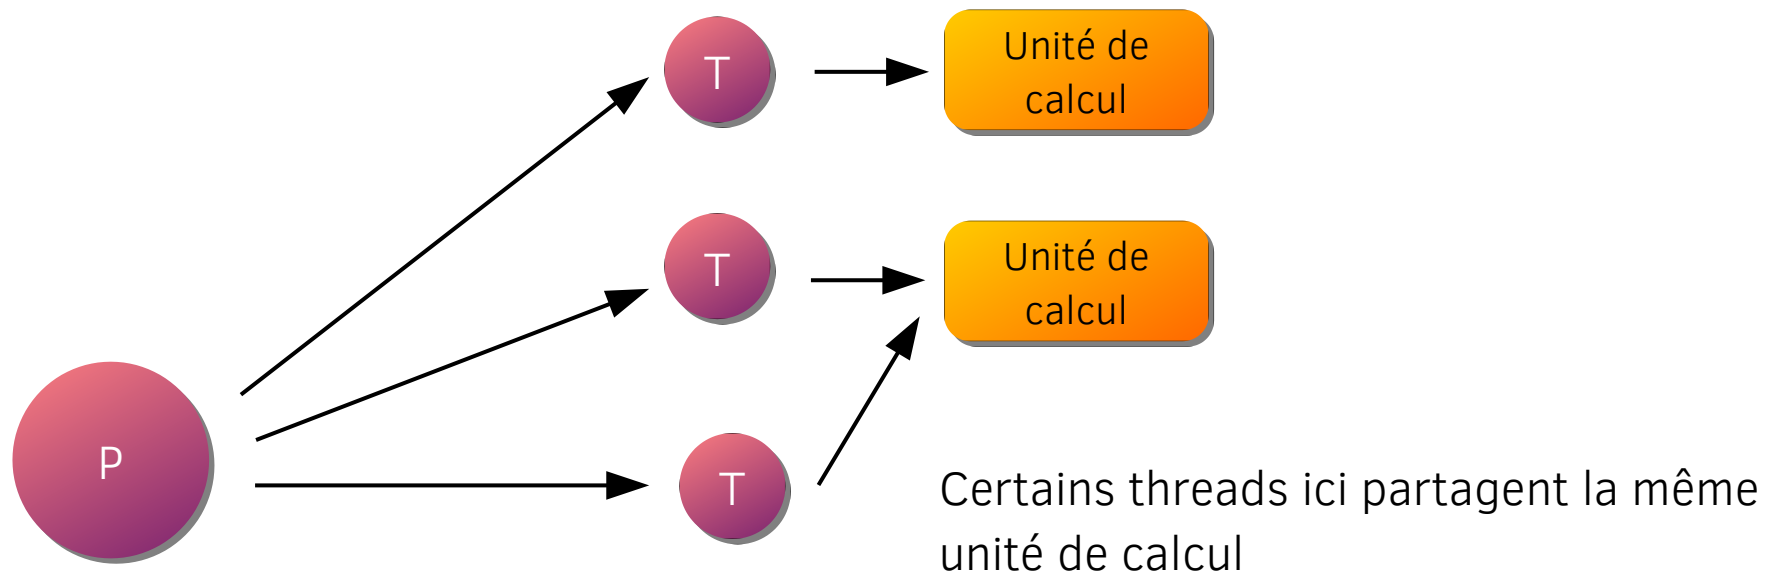 T
Unité de
calcul
T
Unité de
calcul
P
T
Certains threads ici partagent la même
unité de calcul